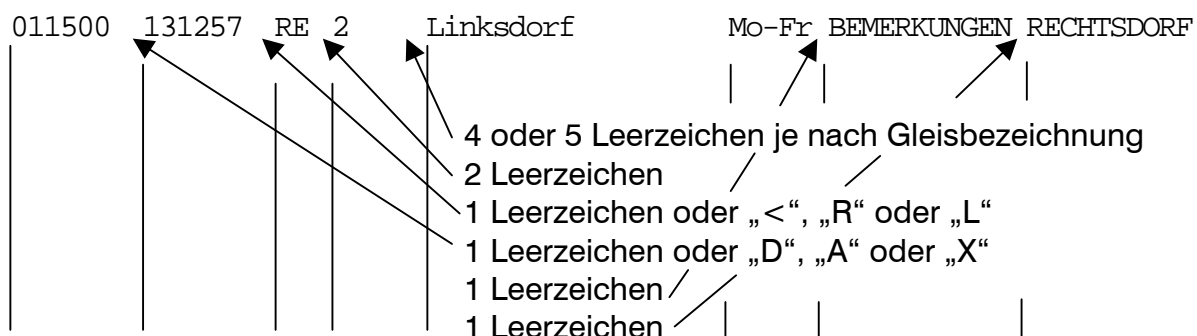 011500 131257 RE 2 Linksdorf Mo-Fr BEMERKUNGEN RECHTSDORF
4 oder 5 Leerzeichen je nach Gleisbezeichnung
2 Leerzeichen
1 Leerzeichen oder „<“, „R“ oder „L“
1 Leerzeichen oder „D“, „A“ oder „X“
1 Leerzeichen
1 Leerzeichen